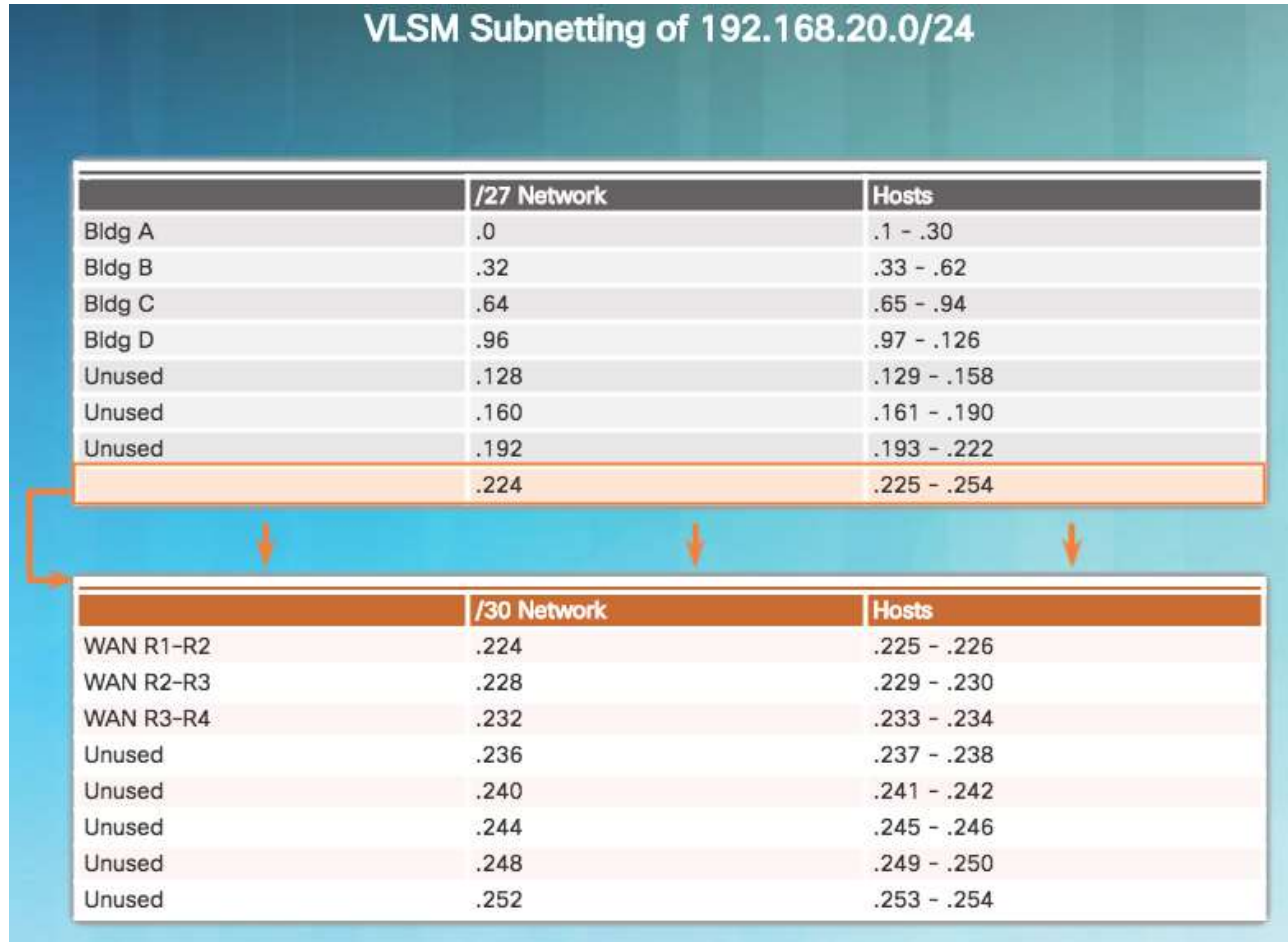 VLSM Subnetting of 192.168.20.0/24
/27 Network Hosts
Bldg A .0 .1 - .30
Bldg B .32 .33 - .62
Bldg C .64 .65 - .94
Bldg D .96 .97 - .126
Unused .128 .129 - .158
Unused .160 .161 - .190
Unused .192 .193 - .222
.224 .225 - .254
/30 Network Hosts
WAN R1-R2 .224 .225 - .226
WAN R2-R3 .228 .229 - .230
WAN R3-R4 .232 .233 - .234
Unused .236 .237 - .238
Unused .240 .241 - .242
Unused .244 .245 - .246
Unused .248 .249 - .250
Unused .252 .253 - .254